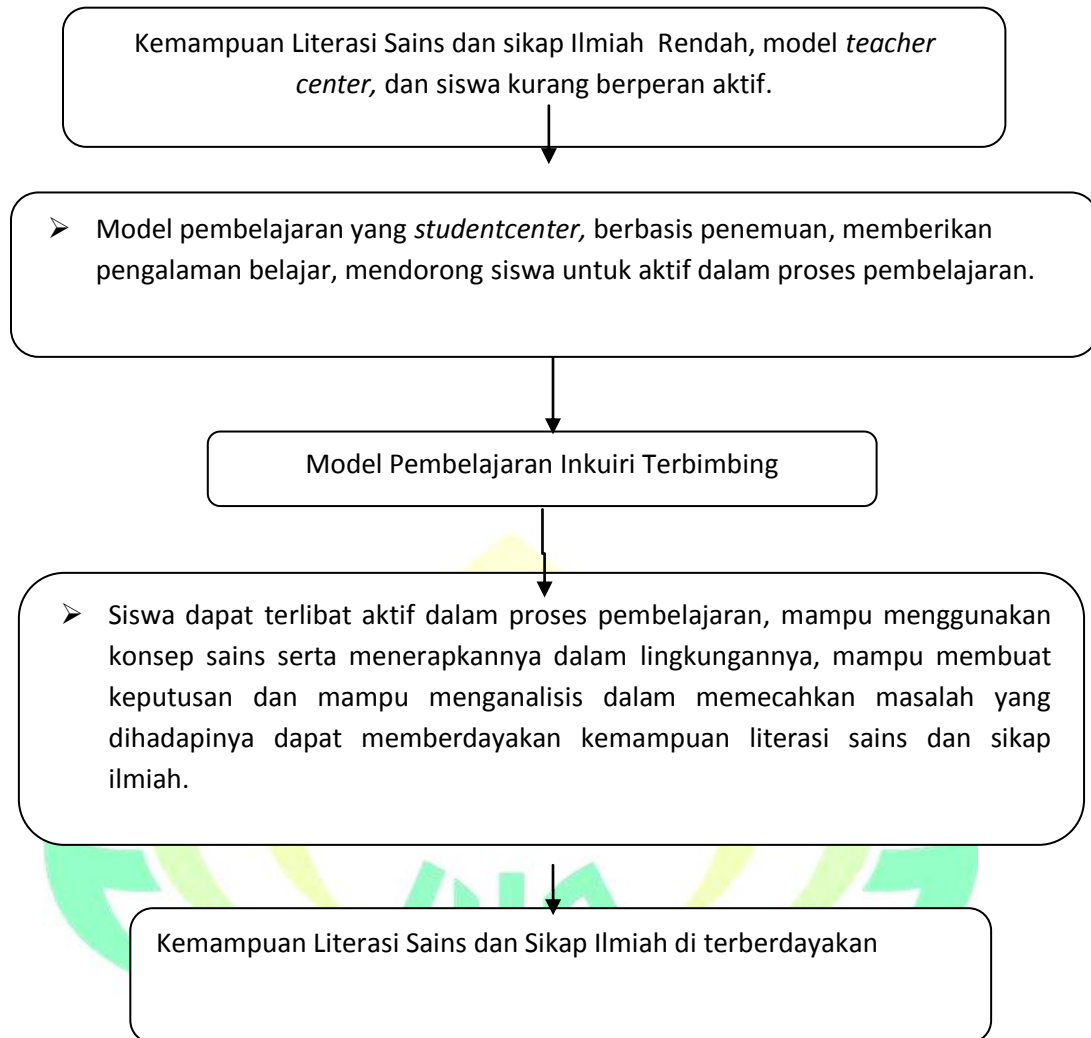 Kemampuan Literasi Sains dan sikap Ilmiah  Rendah, model teacher
center, dan siswa kurang berperan aktif.
➢ Model pembelajaran yang studentcenter, berbasis penemuan, memberikan
pengalaman belajar, mendorong siswa untuk aktif dalam proses pembelajaran.
Model Pembelajaran Inkuiri Terbimbing
➢ Siswa dapat terlibat aktif dalam proses pembelajaran, mampu menggunakan
konsep sains serta menerapkannya dalam lingkungannya, mampu membuat
keputusan dan mampu menganalisis dalam memecahkan masalah yang
dihadapinya dapat memberdayakan kemampuan literasi sains dan sikap
ilmiah.
Kemampuan Literasi Sains dan Sikap Ilmiah di terberdayakan